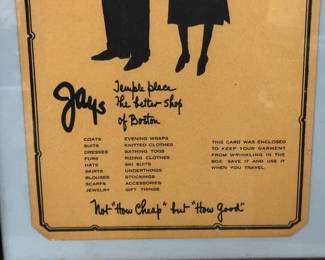 Jays
Temple place
The better shop
of Boston
COATS EVENING WRAPS
SUITS KNITTED CLOTHES
DRESSES BATHING TOGS
FURS RIDING CLOTHES
HATS SKI SUITS
SKIRTS UNDERTHINGS
BLOUSES STOCKINGS
SCARFS ACCESSORIES
JEWELRY GIFT THINGS
THIS CARD WAS ENCLOSED
TO KEEP YOUR GARMENT
FROM WRINKLING IN THE
BOX. SAVE IT AND USE IT
WHEN YOU TRAVEL.
Not "How Cheap" but "How Good"